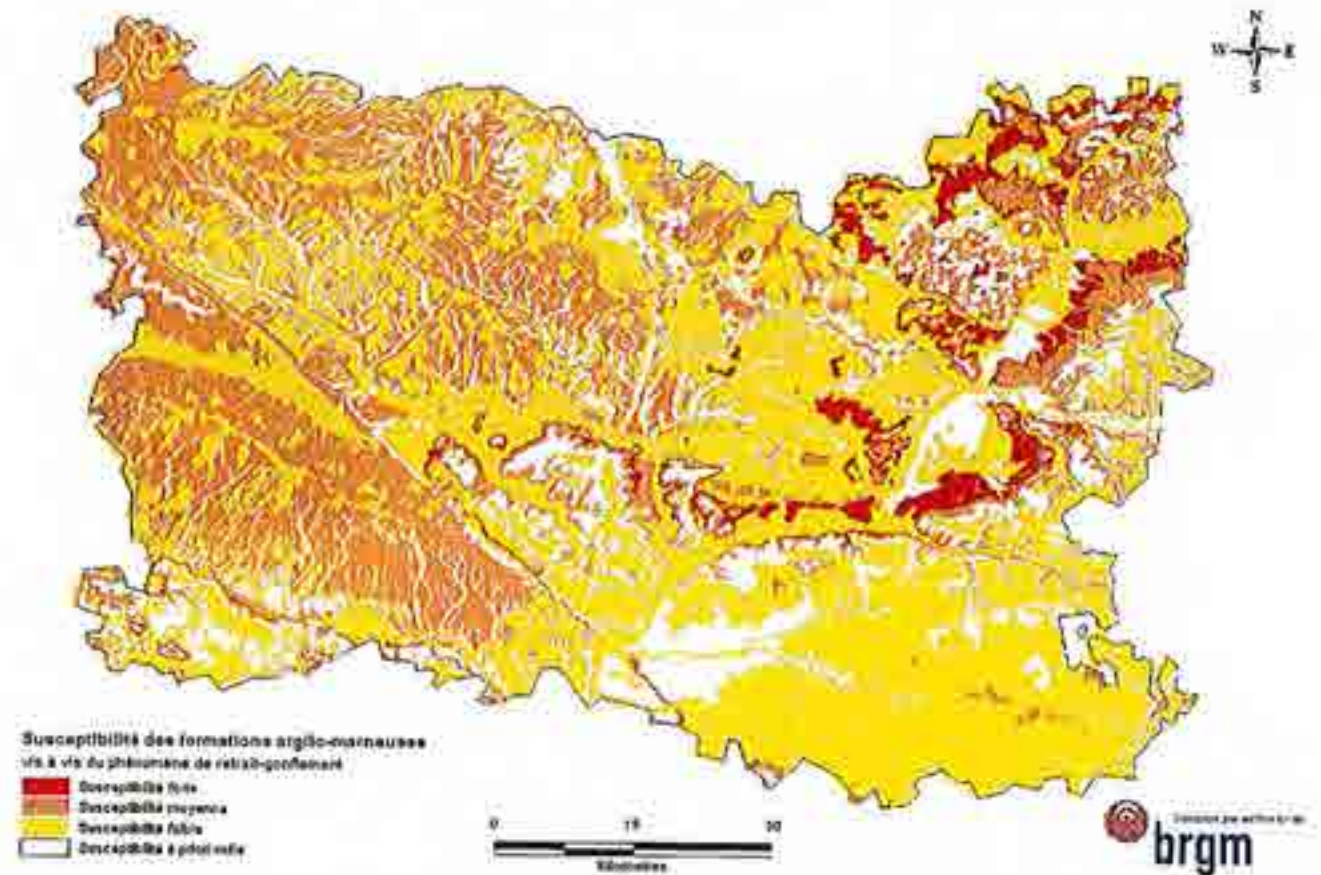 N
W E
S
Susceptibilité des formations argilo-marneuses
vis à vis du phénomène de retrait-gonflement
Susceptibilité forte
Susceptibilité moyenne
Susceptibilité faible
Susceptibilité à priori nulle
0 15 30
Kilomètres
brgm